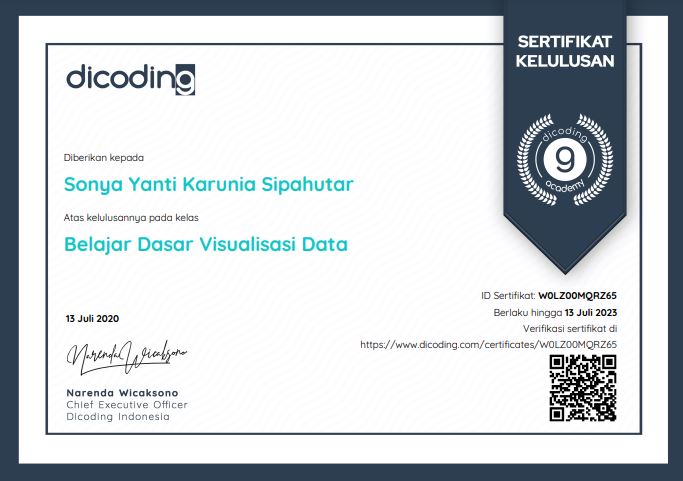 SERTIFIKAT
KELULUSAN
dicoding
dicoding
9
academy
Diberikan kepada
Sonya Yanti Karunia Sipahutar
Atas kelulusannya pada kelas
Belajar Dasar Visualisasi Data
ID Sertifikat: W0LZ00MQRZ65
Berlaku hingga 13 Juli 2023
Verifikasi sertifikat di
https://www.dicoding.com/certificates/W0LZ00MQRZ65
13 Juli 2020
Narenda Wicaksono
Narenda Wicaksono
Chief Executive Officer
Dicoding Indonesia